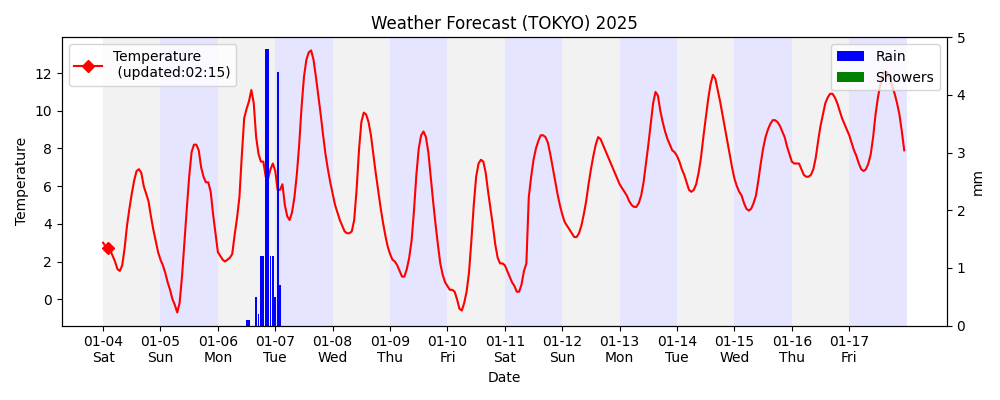 Weather Forecast (TOKYO) 2025
Temperature
(updated:02:15)
Rain
Showers
Temperature
12
10
8
6
4
2
0
5
4
3
2
1
0
mm
01-04 01-05 01-06 01-07 01-08 01-09 01-10 01-11 01-12 01-13 01-14 01-15 01-16 01-17
Sat Sun Mon Tue Wed Thu Fri Sat Sun Mon Tue Wed Thu Fri
Date